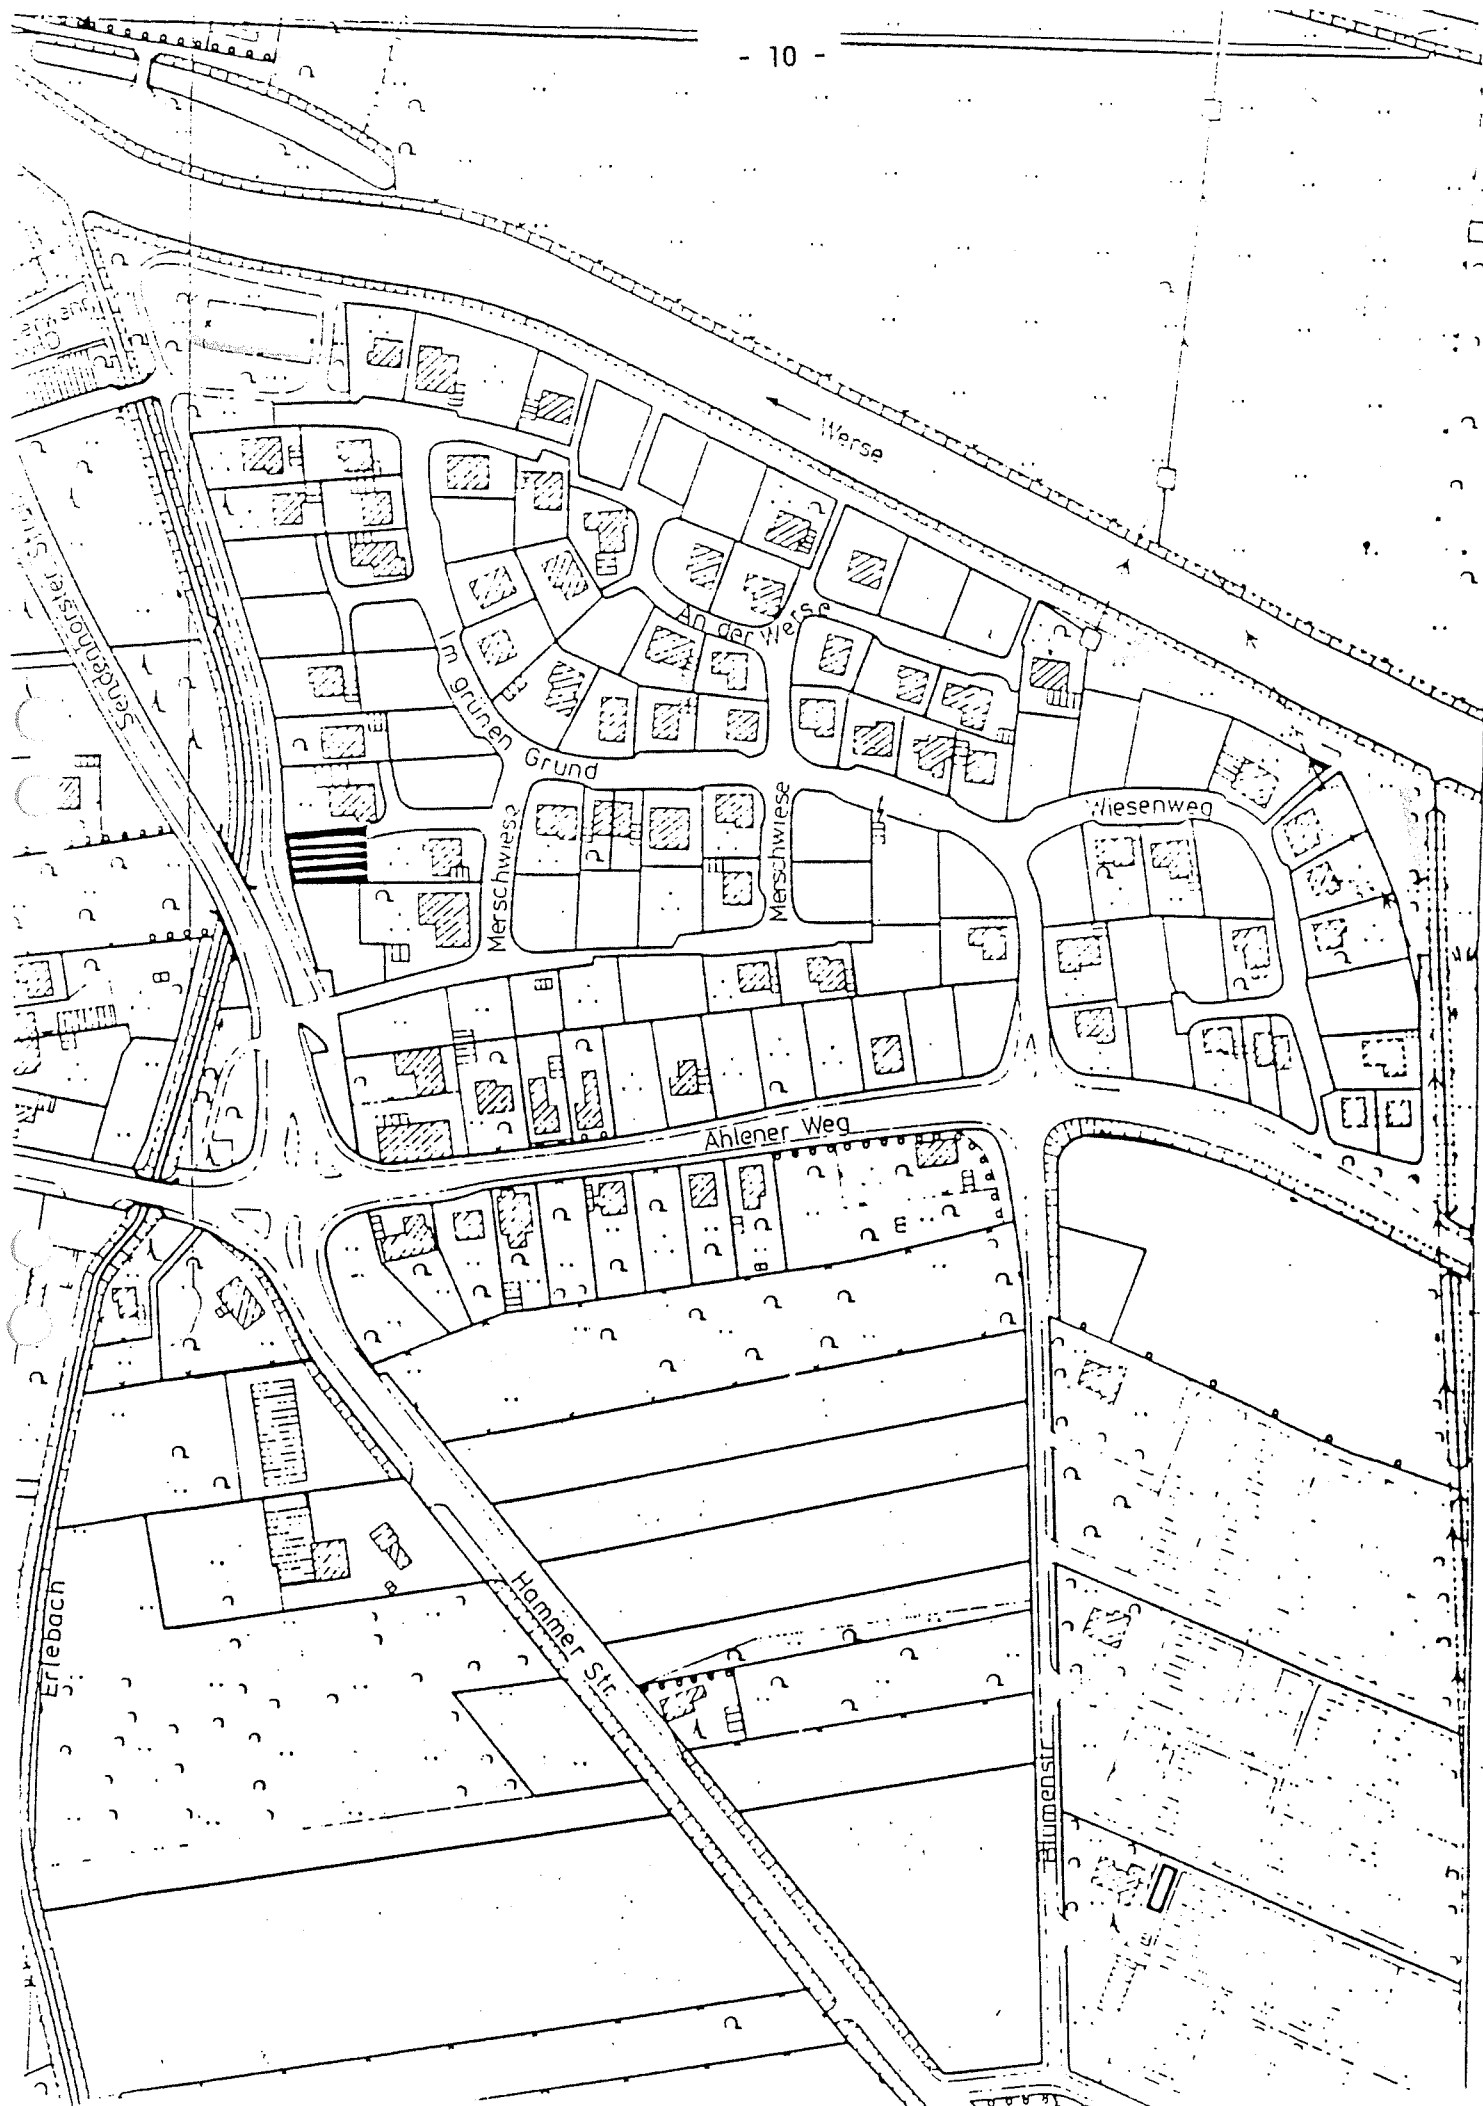 - 10 -
Werse
Sendenhorster Str.
An der Werse
Im grünen Grund
Wiesenweg
Merschwiese
Merschwiese
Ahlener Weg
Hammer Str.
Erlebach
Blumenstr.